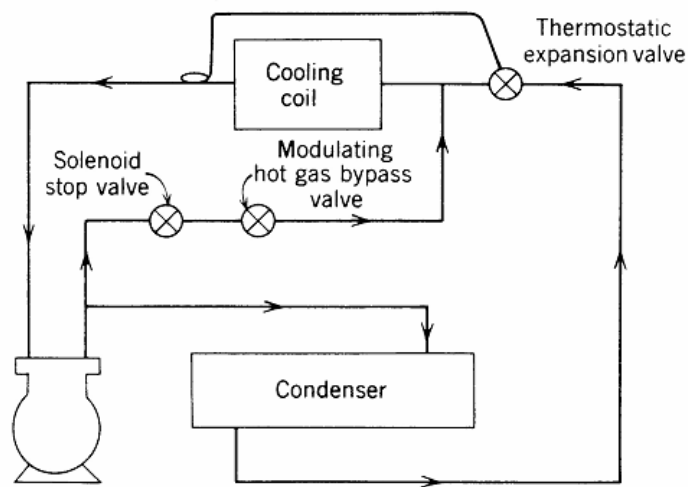 Thermostatic
expansion valve
Cooling
coil
Solenoid
stop valve
Modulating
hot gas bypass
valve
Condenser